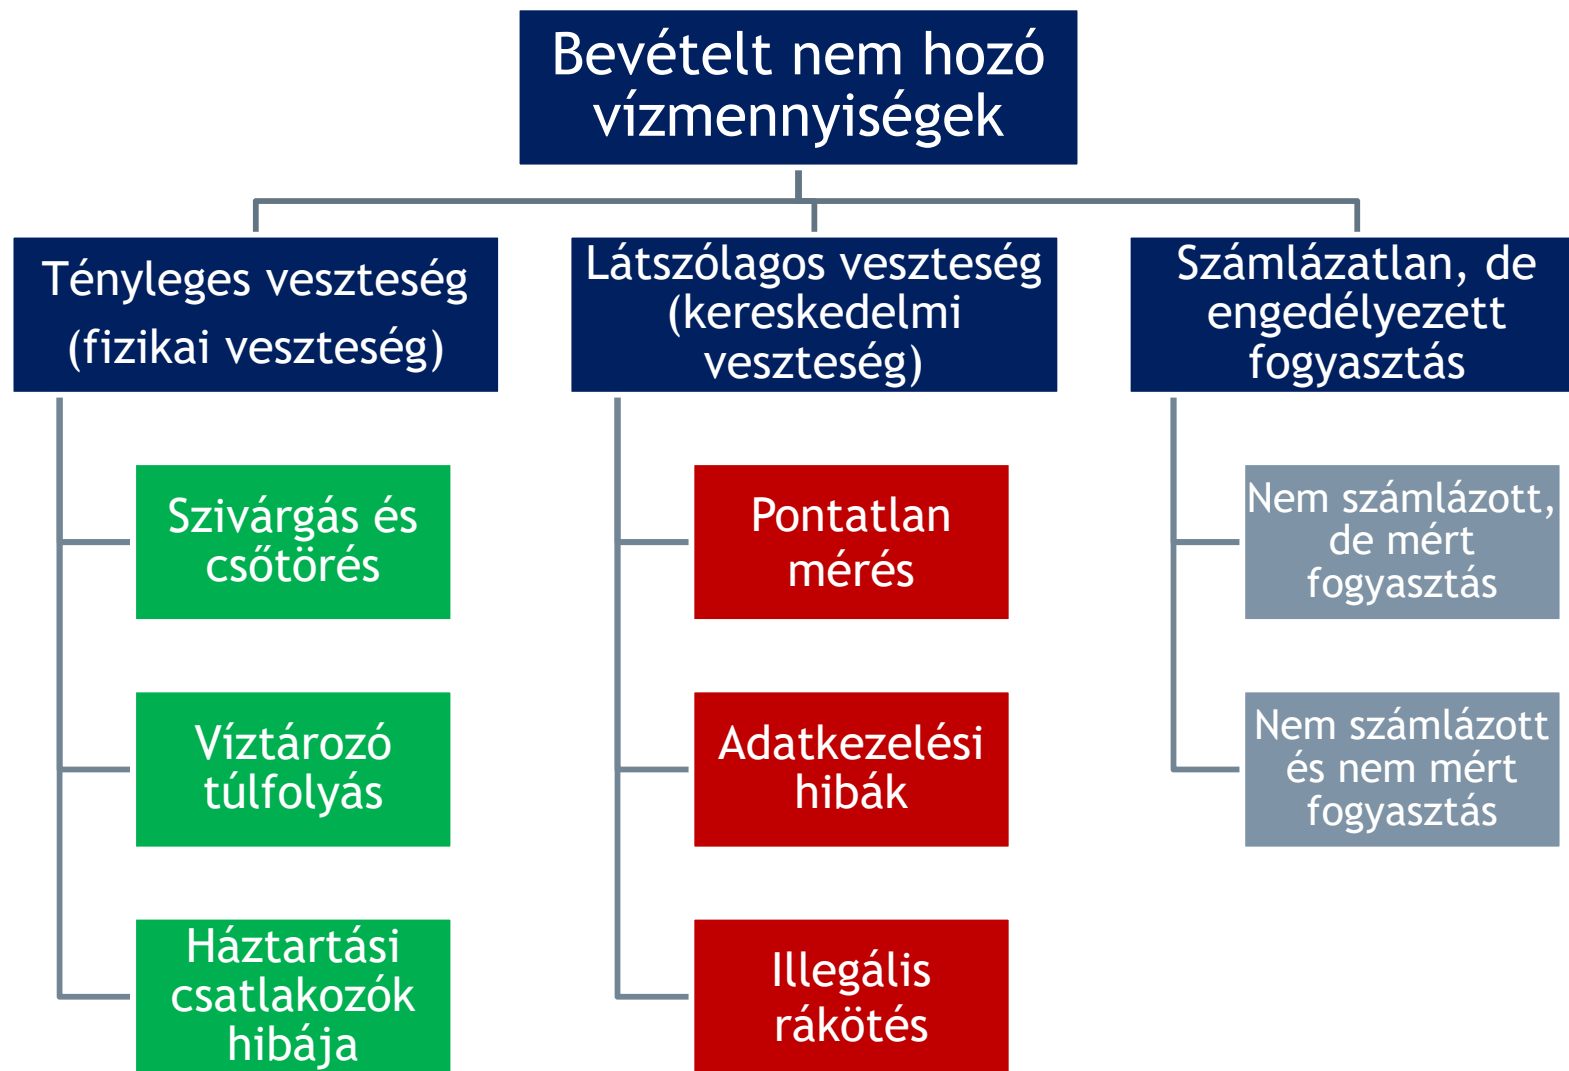 Bevételt nem hozó
vízmennyiségek
Tényleges veszteség
(fizikai veszteség)
Látszólagos veszteség
(kereskedelmi
veszteség)
Számlázatlan, de
engedélyezett
fogyasztás
Szivárgás és
csőtörés
Víztározó
túlfolyás
Háztartási
csatlakozók
hibája
Pontatlan
mérés
Adatkezelési
hibák
Illegális
rákötés
Nem számlázott,
de mért
fogyasztás
Nem számlázott
és nem mért
fogyasztás